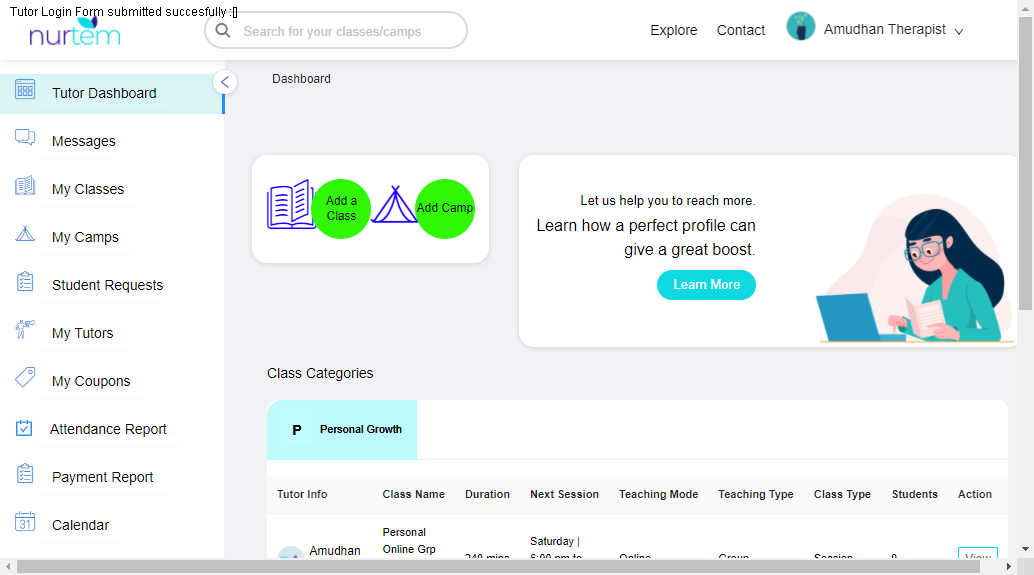 Tutor Login Form submitted succesfully :[]
nurtem
Search for your classes/camps
Explore
Contact
Amudhan Therapist
Tutor Dashboard
Messages
My Classes
My Camps
Student Requests
My Tutors
My Coupons
Attendance Report
Payment Report
31
Calendar
Dashboard
Add a
Class
Add Camp
Let us help you to reach more.
Learn how a perfect profile can
give a great boost.
Learn More
Class Categories
P Personal Growth
Tutor Info Class Name Duration Next Session Teaching Mode Teaching Type Class Type Students Action
Personal
Online Grp
Amudhan
240 mins
Saturday |
6:00 pm to
Online
Group
Session
View